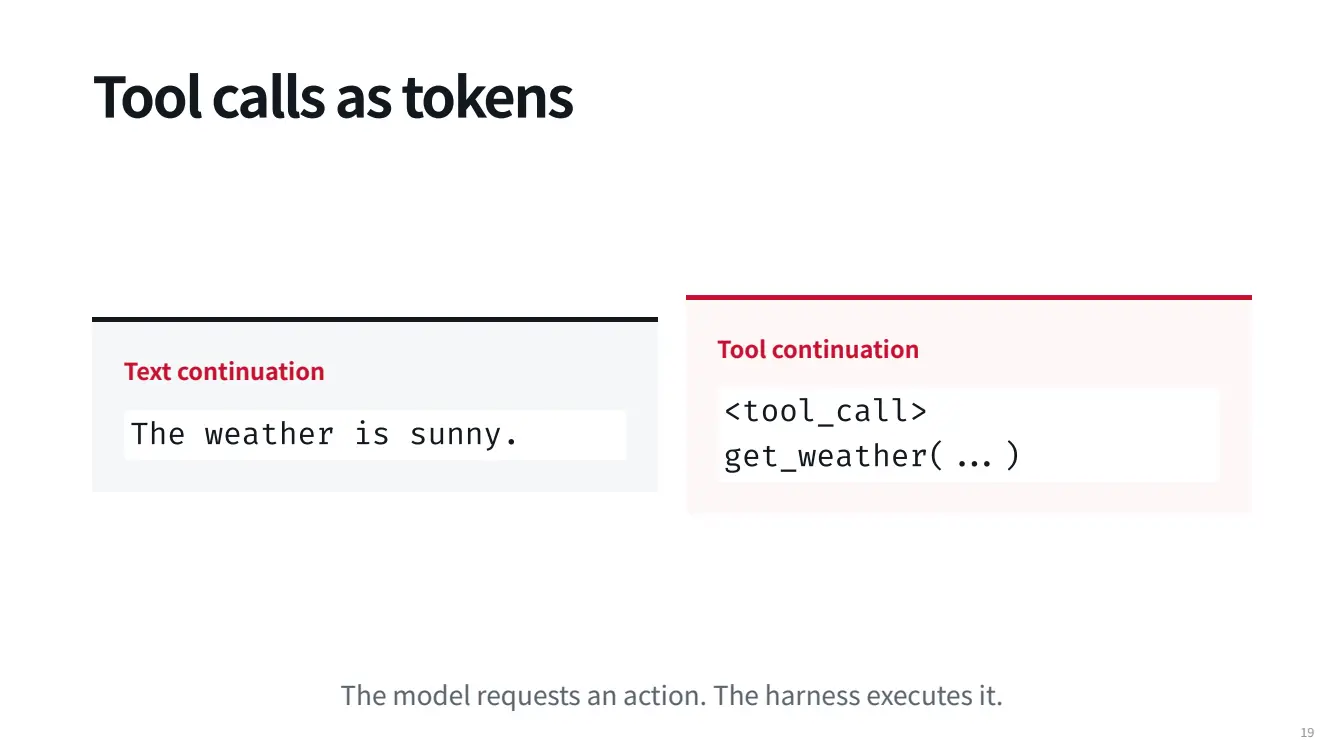 Tool calls as tokens
Text continuation
The weather is sunny.
Tool continuation
<tool_call>
get_weather(...)
The model requests an action. The harness executes it.
19